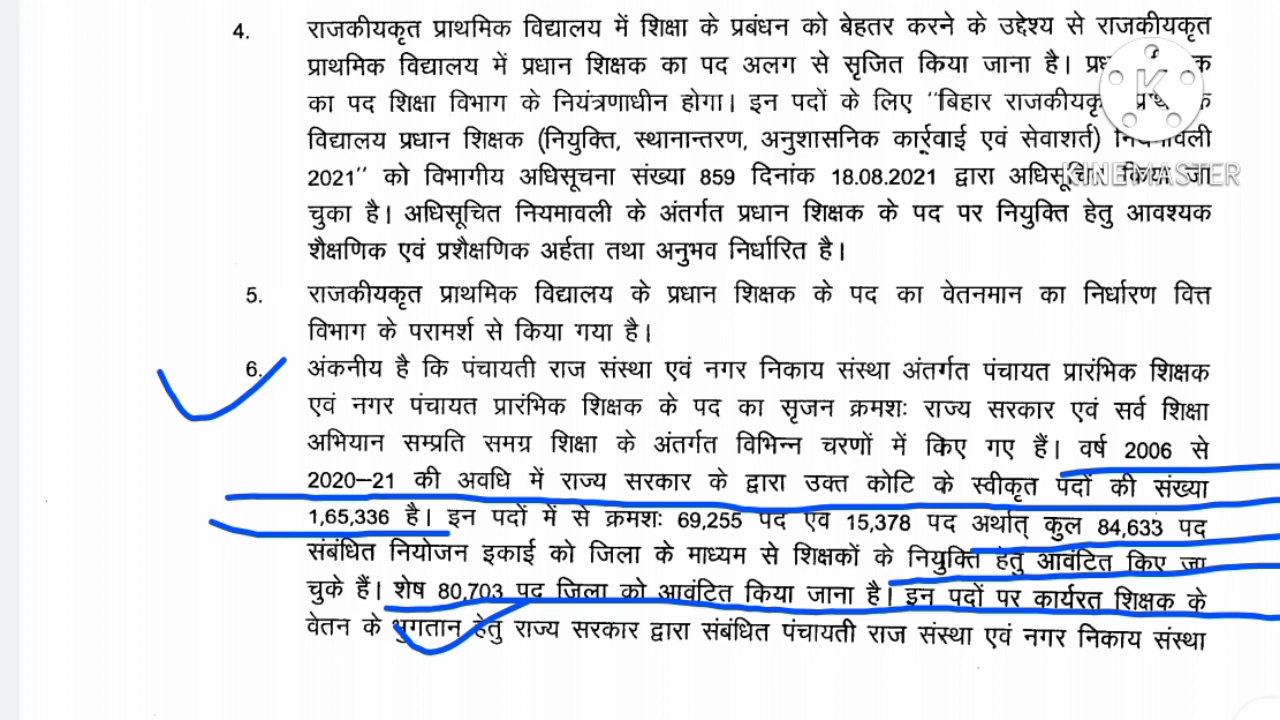 4. राजकीयकृत प्राथमिक विद्यालय में शिक्षा के प्रबंधन को बेहतर करने के उद्देश्य से राजकीयकृत
प्राथमिक विद्यालय में प्रधान शिक्षक का पद अलग से सृजित किया जाना है।
का पद शिक्षा विभाग के नियंत्रणाधीन होगा। इन पदों के लिए "बिहार
विद्यालय प्रधान शिक्षक (नियुक्ति, स्थानान्तरण, अनुशासनिक कार्रवाई एवं सेवाशर्त)
2021" को विभागीय अधिसूचना संख्या 859 दिनांक 18.08.2021 द्वारा किया जा
KINEMASTER
चुका है। अधिसूचित नियमावली के अंतर्गत प्रधान शिक्षक के पद पर नियुक्ति हेतु आवश्यक
शैक्षणिक एवं प्रशैक्षणिक अर्हता तथा अनुभव निर्धारित है।
5. राजकीयकृत प्राथमिक विद्यालय के प्रधान शिक्षक के पद का वेतनमान का निर्धारण वित्त
विभाग के परामर्श से किया गया है।
6. अंकनीय है कि पंचायती राज संस्था एवं नगर निकाय संस्था अंतर्गत पंचायत प्रारंभिक शिक्षक
एवं नगर पंचायत प्रारंभिक शिक्षक के पद का सृजन क्रमशः राज्य सरकार एवं सर्व शिक्षा
अभियान सम्प्रति समग्र शिक्षा के अंतर्गत विभिन्न चरणों में किए गए हैं। वर्ष 2006 से
2020–21 की अवधि में राज्य सरकार के द्वारा उक्त कोटि के स्वीकृत पदों की संख्या
1,65,336 है। इन पदों में से क्रमशः 69,255 पद एवं 15,378 पद अर्थात् कुल 84,633 पद
संबंधित नियोजन इकाई को जिला के माध्यम से शिक्षकों के नियुक्ति हेतु आवंटित किए जा
चुके हैं। शेष 80,703 पद जिला को आवंटित किया जाना है। इन पदों पर कार्यरत शिक्षक के
वेतन के भुगतान हेतु राज्य सरकार द्वारा संबंधित पंचायती राज संस्था एवं नगर निकाय संस्था